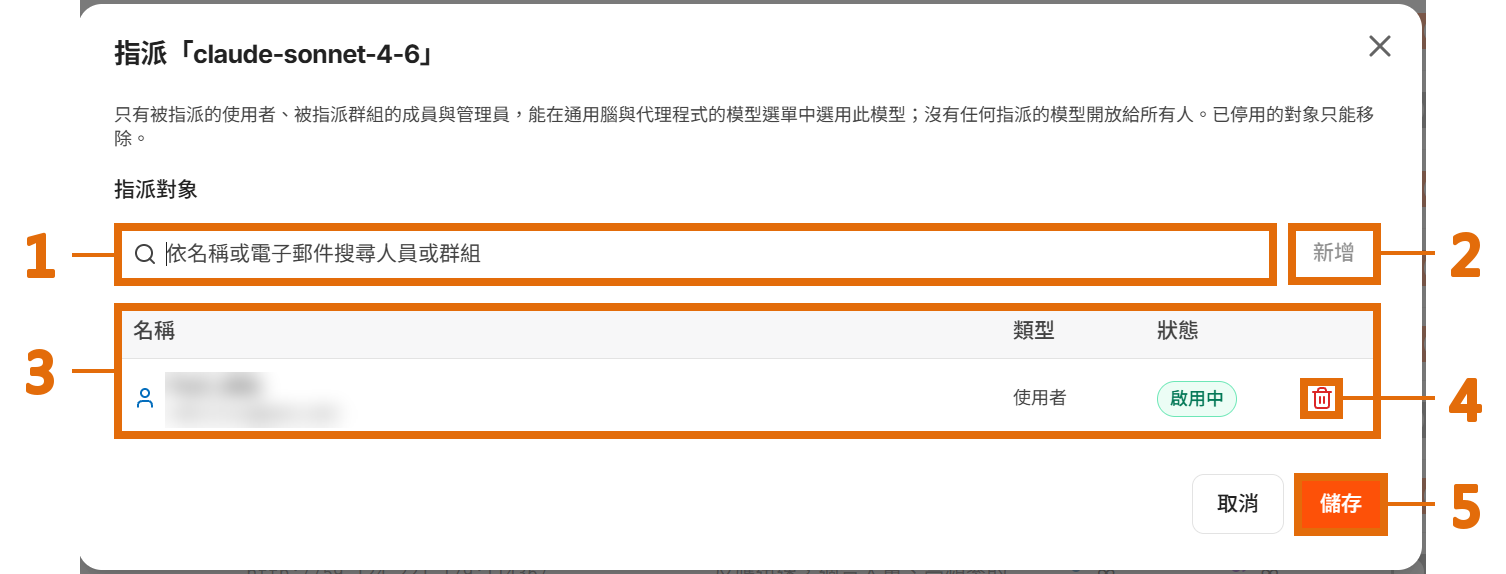 指派「claude-sonnet-4-6」
只有被指派的使用者、被指派群組的成員與管理員，能在通用腦與代理程式的模型選單中選用此模型；沒有任何指派的模型開放給所有人。已停用的對象只能移
除。
指派對象
1 依名稱或電子郵件搜尋人員或群組 新增 2
名稱 類型 狀態
3
使用者 啟用中 4
取消 儲存 5